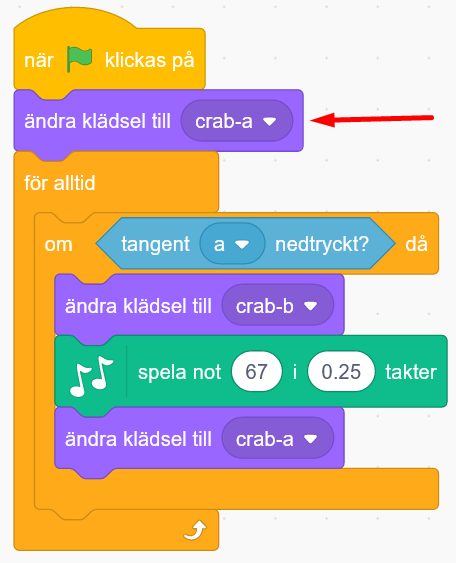 när klickas på
ändra klädsel till crab-a
för alltid
om tangent a nedtryckt? då
ändra klädsel till crab-b
spela not 67 i 0.25 takter
ändra klädsel till crab-a